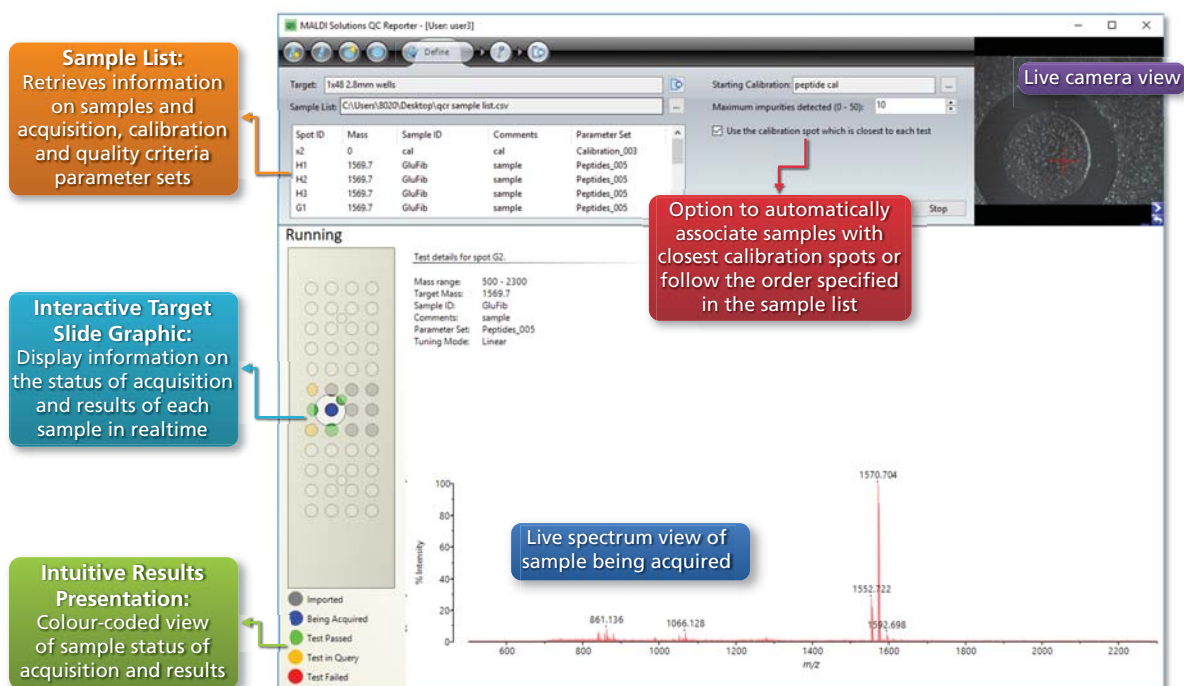 MALDI Solutions QC Reporter - [User: user3]
Define
Sample List:
Retrieves information
on samples and
acquisition, calibration
and quality criteria
parameter sets
Target: 1x48 2.8mm wells
Sample List: C:\Users\8020\Desktop\qcr sample list.csv ...
Starting Calibration: peptide cal ...
Maximum impurities detected (0 - 50): 10
Use the calibration spot which is closest to each test
Live camera view
Spot ID Mass Sample ID Comments Parameter Set
x2 0 cal cal Calibration_003
H1 1569.7 GluFib sample Peptides_005
H2 1569.7 GluFib sample Peptides_005
H3 1569.7 GluFib sample Peptides_005
G1 1569.7 GluFib sample Peptides_005
Stop
Option to automatically
associate samples with
closest calibration spots or
follow the order specified
in the sample list
Running
Test details for spot G2.
Mass range: 500 - 2300
Target Mass: 1569.7
Sample ID: GluFib
Comments: sample
Parameter Set: Peptides_005
Tuning Mode: Linear
Interactive Target
Slide Graphic:
Display information on
the status of acquisition
and results of each
sample in realtime
Live spectrum view of
sample being acquired
% Intensity
100
80
60
40
20
0
861.136
1066.128
1552.722
1570.704
1592.698
600 800 1000 1200 1400 1600 1800 2000 2200
m/z
Intuitive Results
Presentation:
Colour-coded view
of sample status of
acquisition and results
Imported
Being Acquired
Test Passed
Test in Query
Test Failed